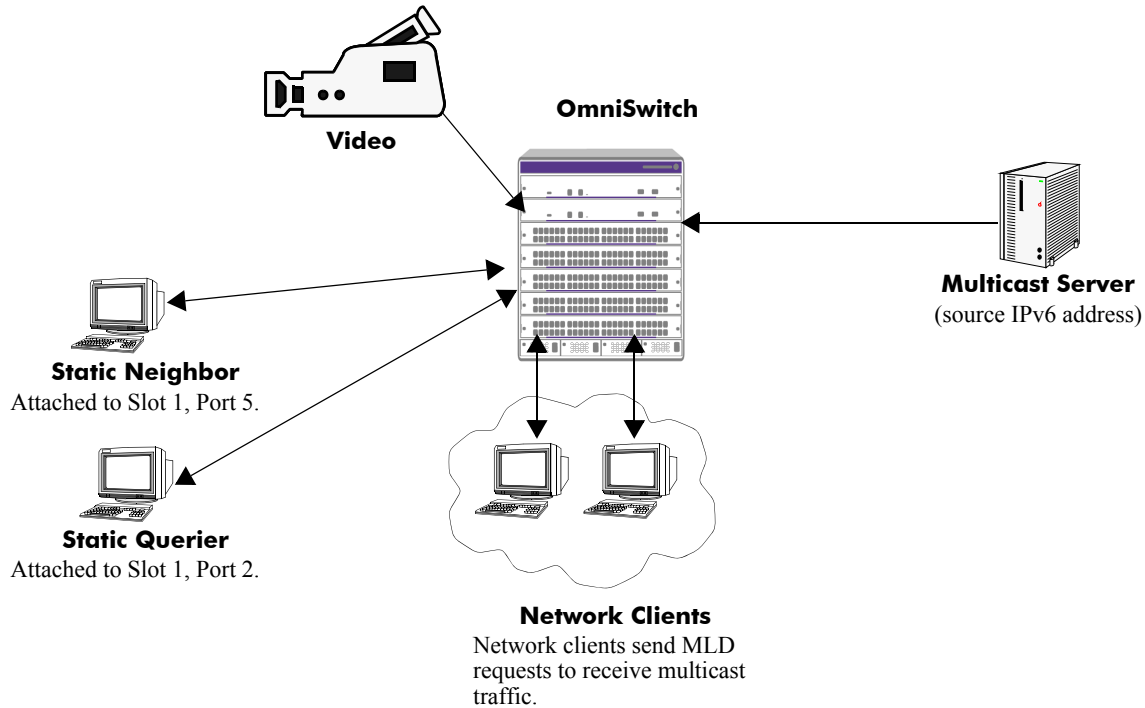 OmniSwitch
Video
Multicast Server
(source IPv6 address)
Static Neighbor
Attached to Slot 1, Port 5.
Static Querier
Attached to Slot 1, Port 2.
Network Clients
Network clients send MLD
requests to receive multicast
traffic.